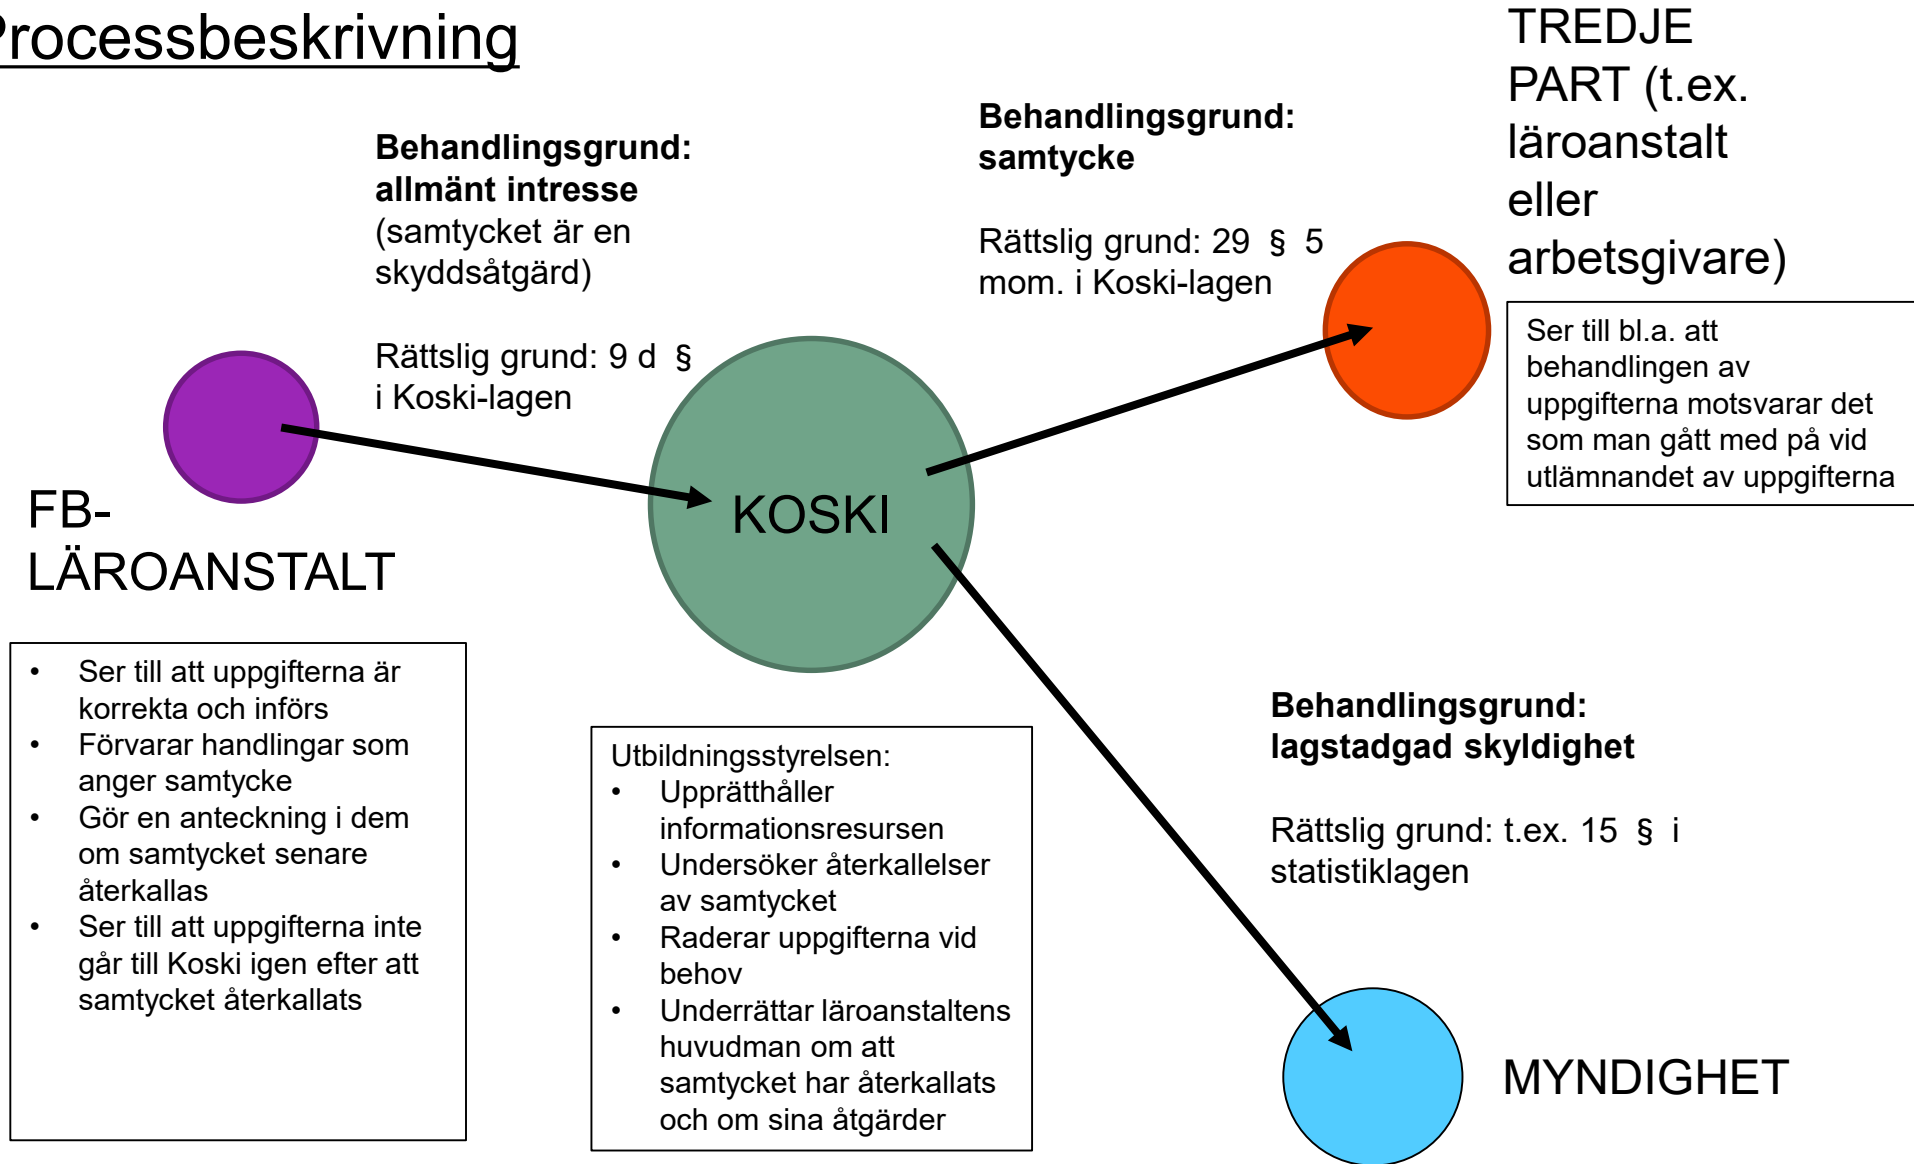 Processbeskrivning
Behandlingsgrund:
allmänt intresse
(samtycket är en
skyddsåtgärd)
Rättslig grund: 9 d §
i Koski-lagen
Behandlingsgrund:
samtycke
Rättslig grund: 29 § 5
mom. i Koski-lagen
TREDJE
PART (t.ex.
läroanstalt
eller
arbetsgivare)
Ser till bl.a. att
behandlingen av
uppgifterna motsvarar det
som man gått med på vid
utlämnandet av uppgifterna
FB-
LÄROANSTALT
KOSKI
• Ser till att uppgifterna är
korrekta och införs
• Förvarar handlingar som
anger samtycke
• Gör en anteckning i dem
om samtycket senare
återkallas
• Ser till att uppgifterna inte
går till Koski igen efter att
samtycket återkallats
Utbildningsstyrelsen:
• Upprätthåller
informationsresursen
• Undersöker återkallelser
av samtycket
• Raderar uppgifterna vid
behov
• Underrättar läroanstaltens
huvudman om att
samtycket har återkallats
och om sina åtgärder
Behandlingsgrund:
lagstadgad skyldighet
Rättslig grund: t.ex. 15 § i
statistiklagen
MYNDIGHET